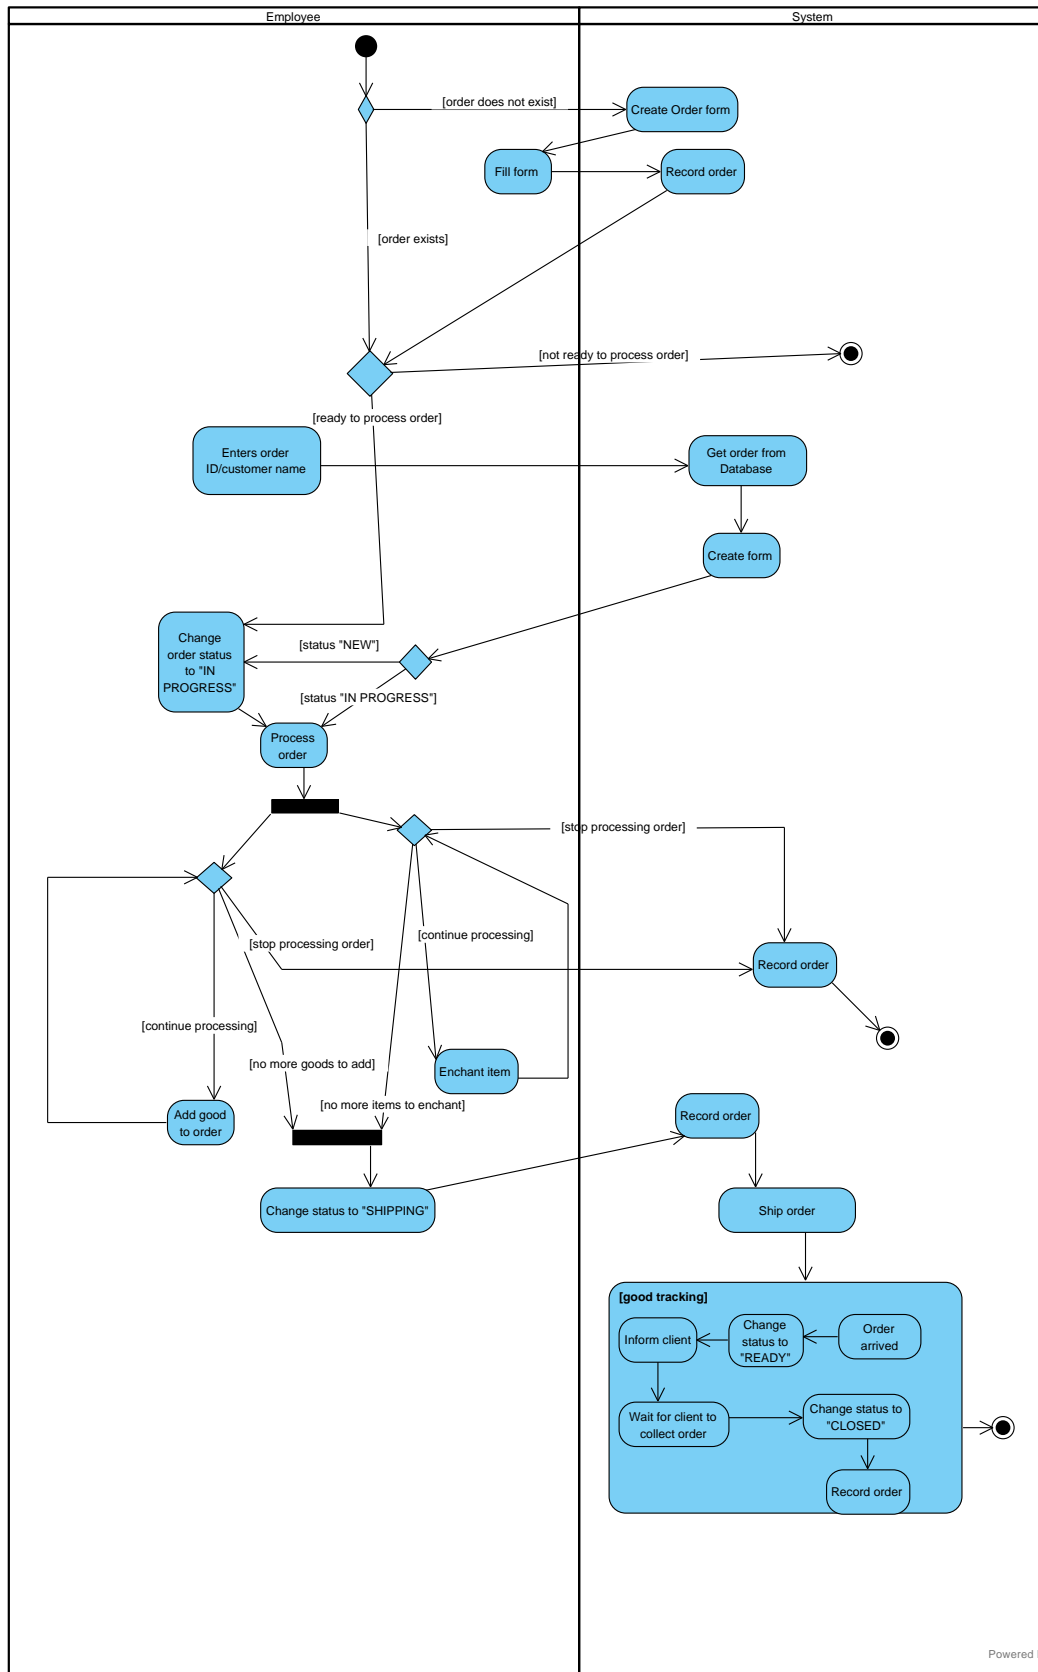 Employee
System
[order does not exist]
Create Order form
Fill form
Record order
[order exists]
[not ready to process order]
[ready to process order]
Enters order
ID/customer name
Get order from
Database
Create form
Change
order status
to "IN
PROGRESS"
[status "NEW"]
[status "IN PROGRESS"]
Process
order
[stop processing order]
[continue processing]
[stop processing order]
Record order
[continue processing]
[no more goods to add]
Enchant item
[no more items to enchant]
Add good
to order
Record order
Change status to "SHIPPING"
Ship order
[good tracking]
Inform client
Change
status to
"READY"
Order
arrived
Wait for client to
collect order
Change status to
"CLOSED"
Record order
Powered